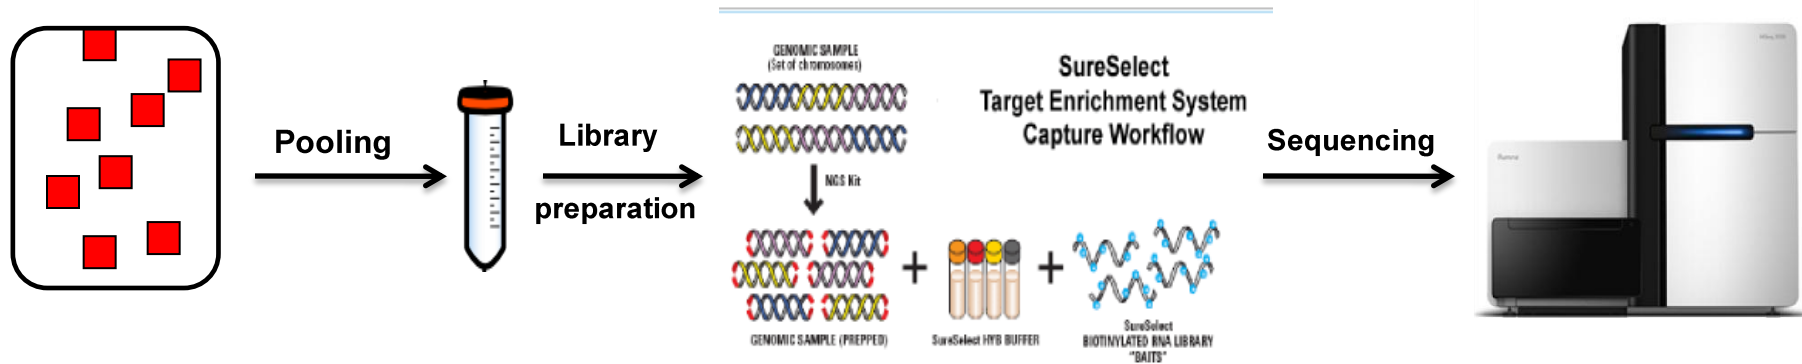 Pooling
Library
preparation
GENOMIC SAMPLE
(Set of chromosomes)
NGS Kit
GENOMIC SAMPLE (PREPPED)
SureSelect
Target Enrichment System
Capture Workflow
SureSelect HYB BUFFER
SureSelect
BIOTINYLATED RNA LIBRARY
"BAITS"
Sequencing
illumina